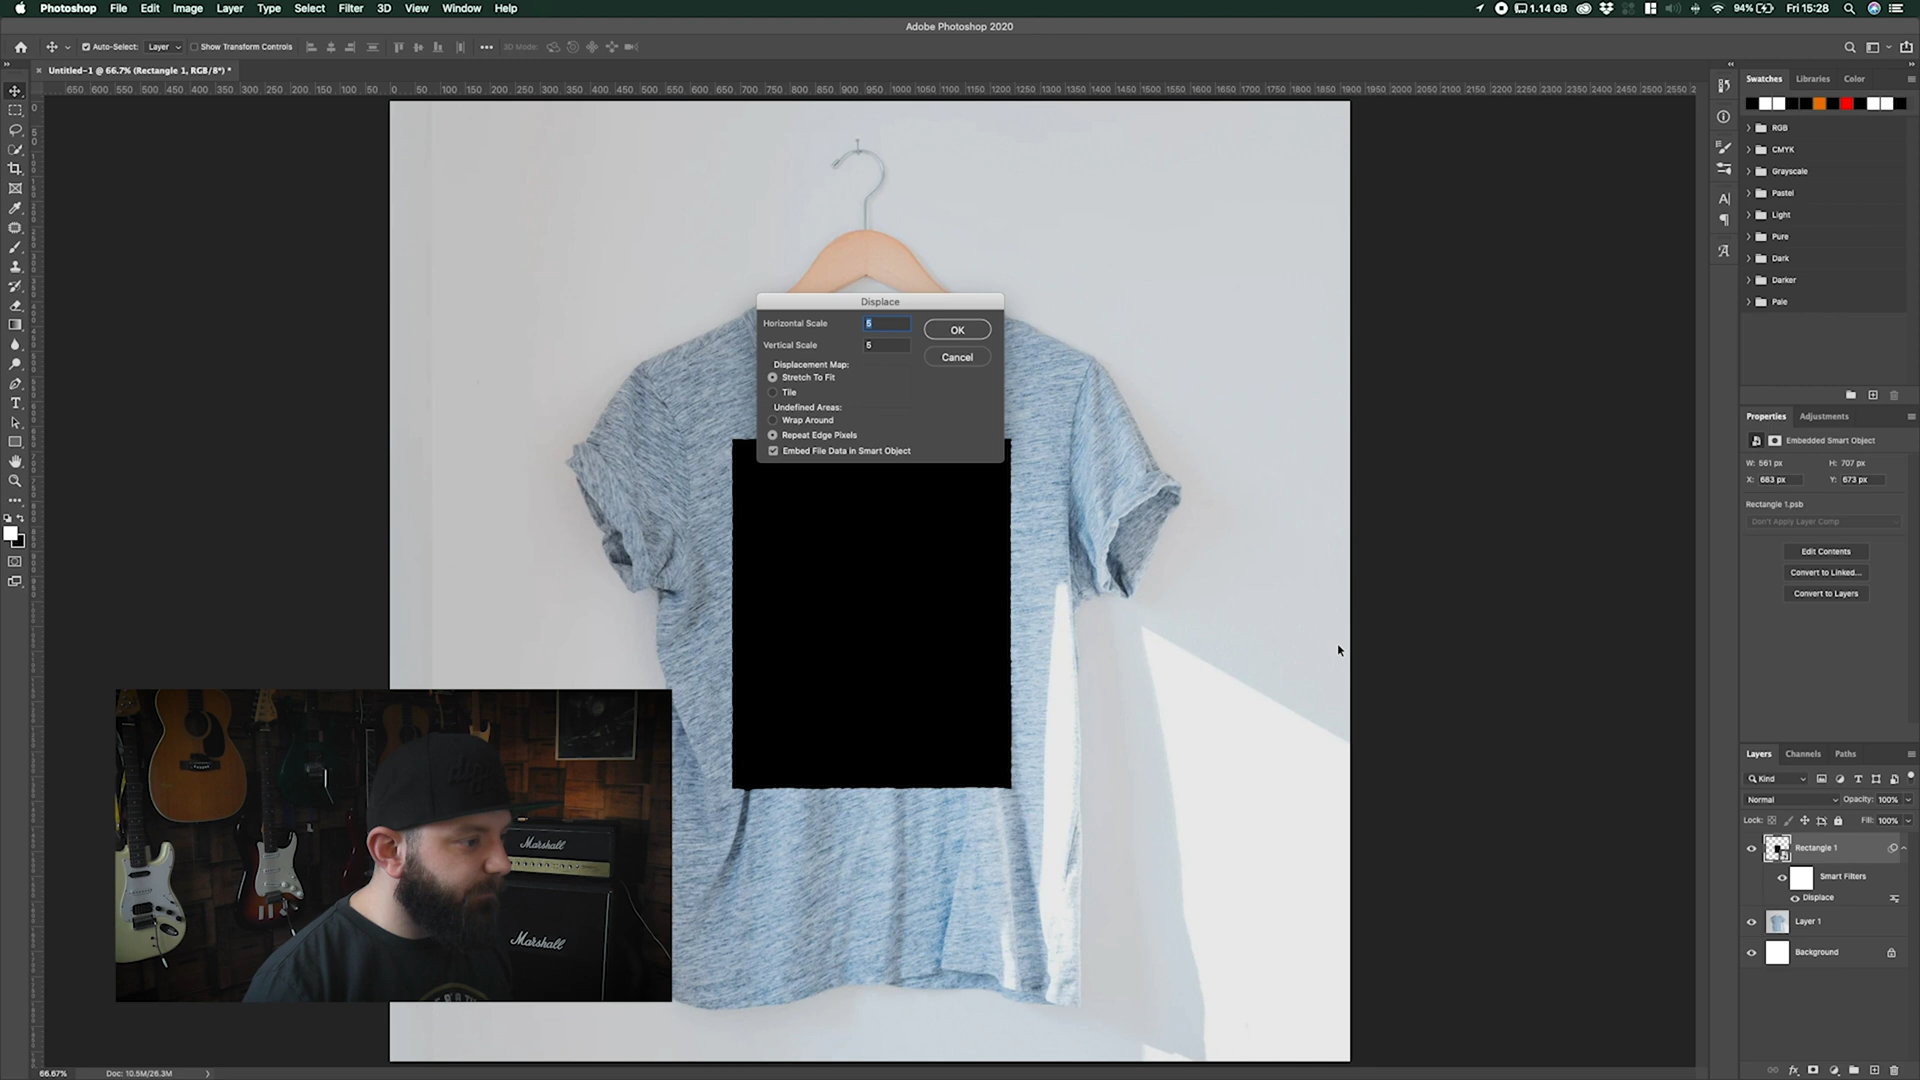 Photoshop File Edit Image Layer Type Select Filter 3D View Window Help 1.14 GB 94% Fri 15:28
Adobe Photoshop 2020
Auto-Select: Layer Show Transform Controls 3D Mode:
Untitled-1 @ 66.7% (Rectangle 1, RGB/8*) *
650 600 550 500 450 400 350 300 250 200 150 100 50 0 50 100 150 200 250 300 350 400 450 500 550 600 650 700 750 800 850 900 950 1000 1050 1100 1150 1200 1250 1300 1350 1400 1450 1500 1550 1600 1650 1700 1750 1800 1850 1900 1950 2000 2050 2100 2150 2200 2250 2300 2350 2400 2450 2500 2550
Swatches Libraries Color
RGB
CMYK
Grayscale
Pastel
Light
Pure
Dark
Darker
Pale
Displace
Horizontal Scale 5 OK
Vertical Scale 5 Cancel
Displacement Map:
Stretch To Fit
Tile
Undefined Areas:
Wrap Around
Repeat Edge Pixels
Embed File Data in Smart Object
Properties Adjustments
Embedded Smart Object
W: 561 px H: 707 px
X: 683 px Y: 673 px
Rectangle 1.psb
Don't Apply Layer Comp
Edit Contents
Convert to Linked...
Convert to Layers
Marshall
Marshall
Layers Channels Paths
Kind
Normal Opacity: 100%
Lock: Fill: 100%
Rectangle 1
Smart Filters
Displace
Layer 1
Background
66.67% Doc: 10.5M/26.3M